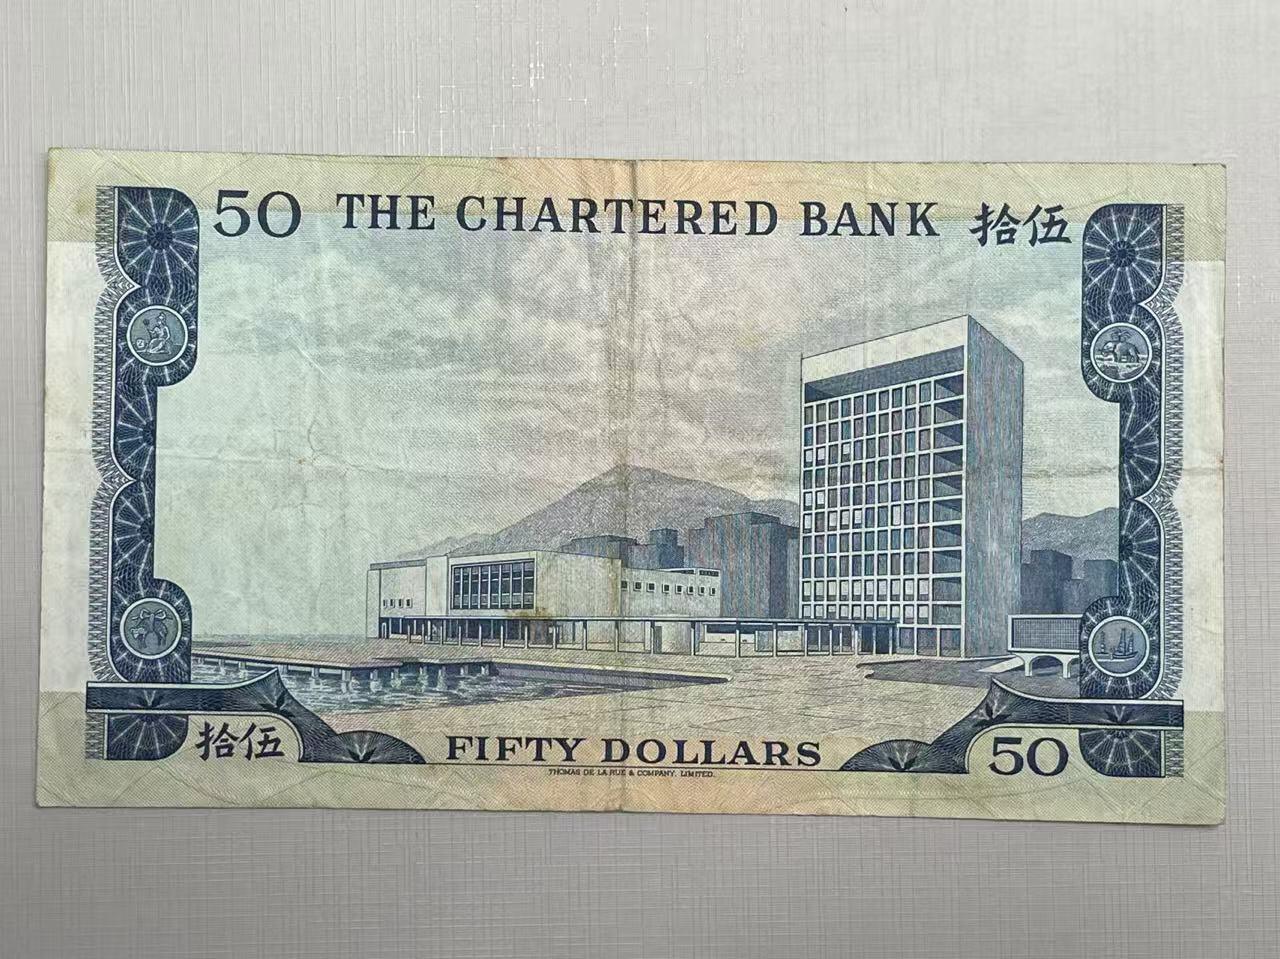 50 THE CHARTERED BANK 拾伍
拾伍 FIFTY DOLLARS 50
THOMAS DE LA RUE & COMPANY, LIMITED.